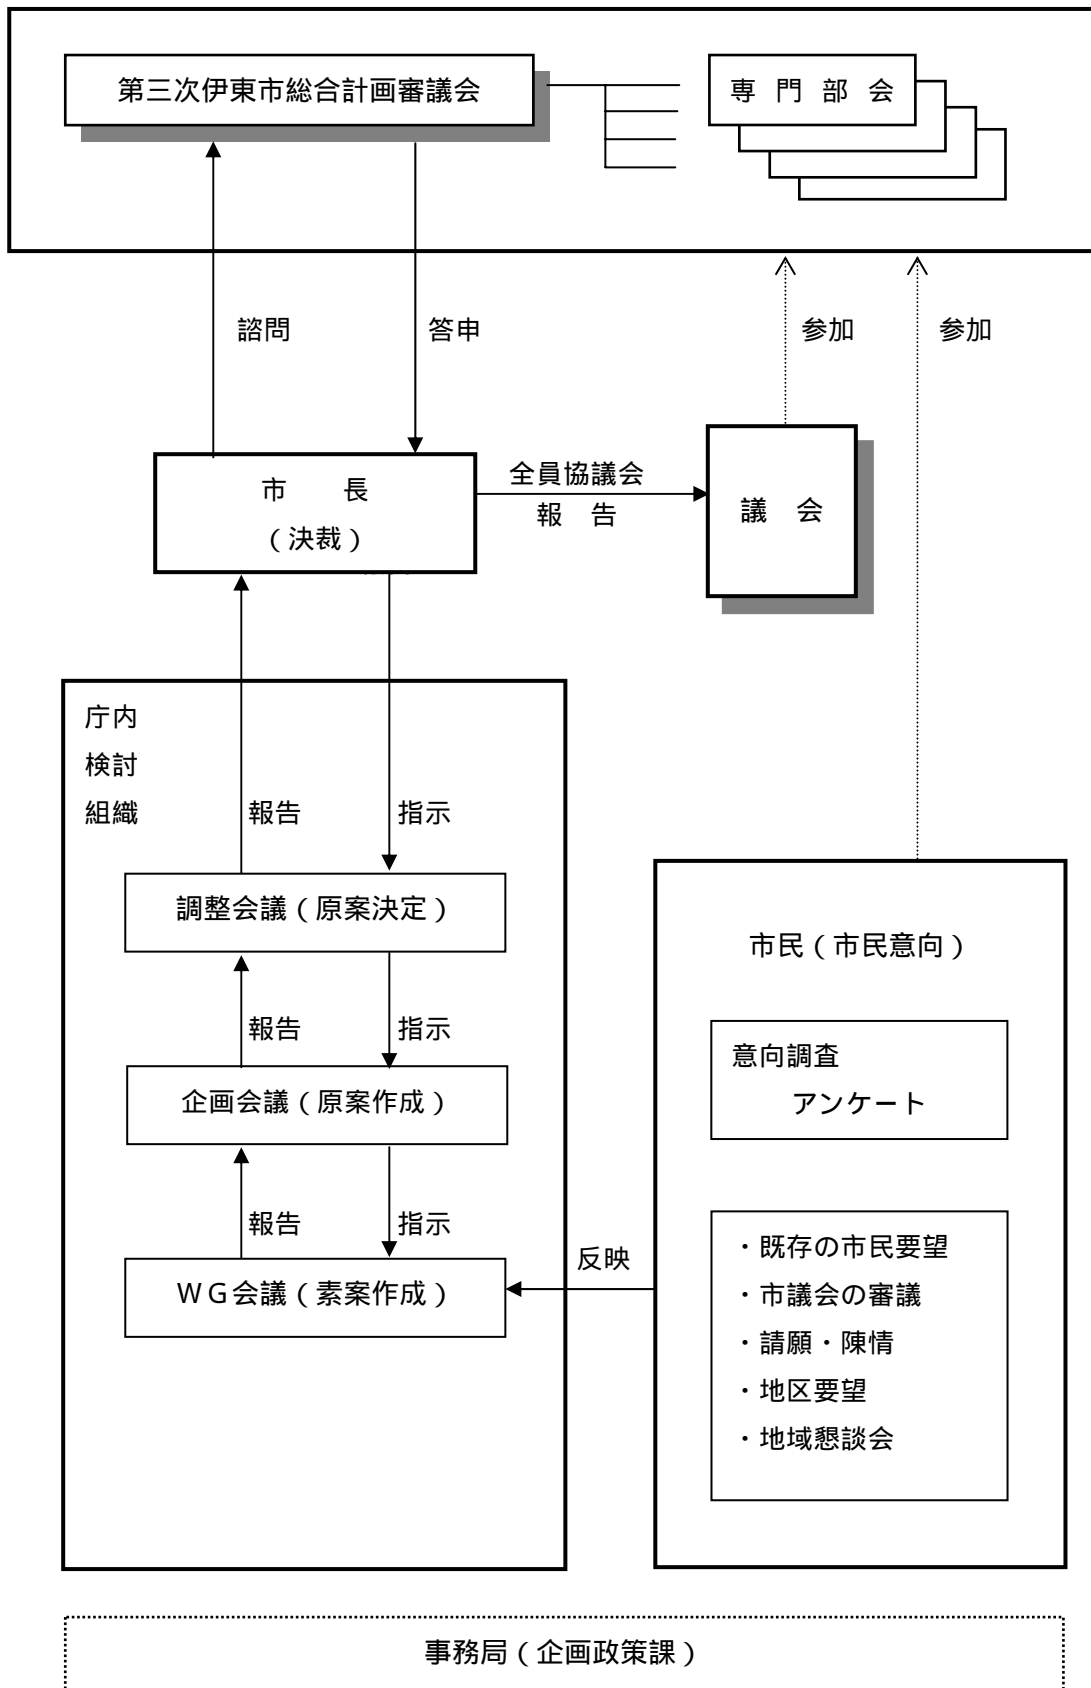 第三次伊東市総合計画審議会
専門部会
諮問
答申
参加
参加
市　　長
（決裁）
全員協議会
報　告
議　会
庁内
検討
組織
報告
指示
調整会議（原案決定）
報告
指示
企画会議（原案作成）
報告
指示
ＷＧ会議（素案作成）
反映
市民（市民意向）
意向調査
アンケート
・既存の市民要望
・市議会の審議
・請願・陳情
・地区要望
・地域懇談会
事務局（企画政策課）